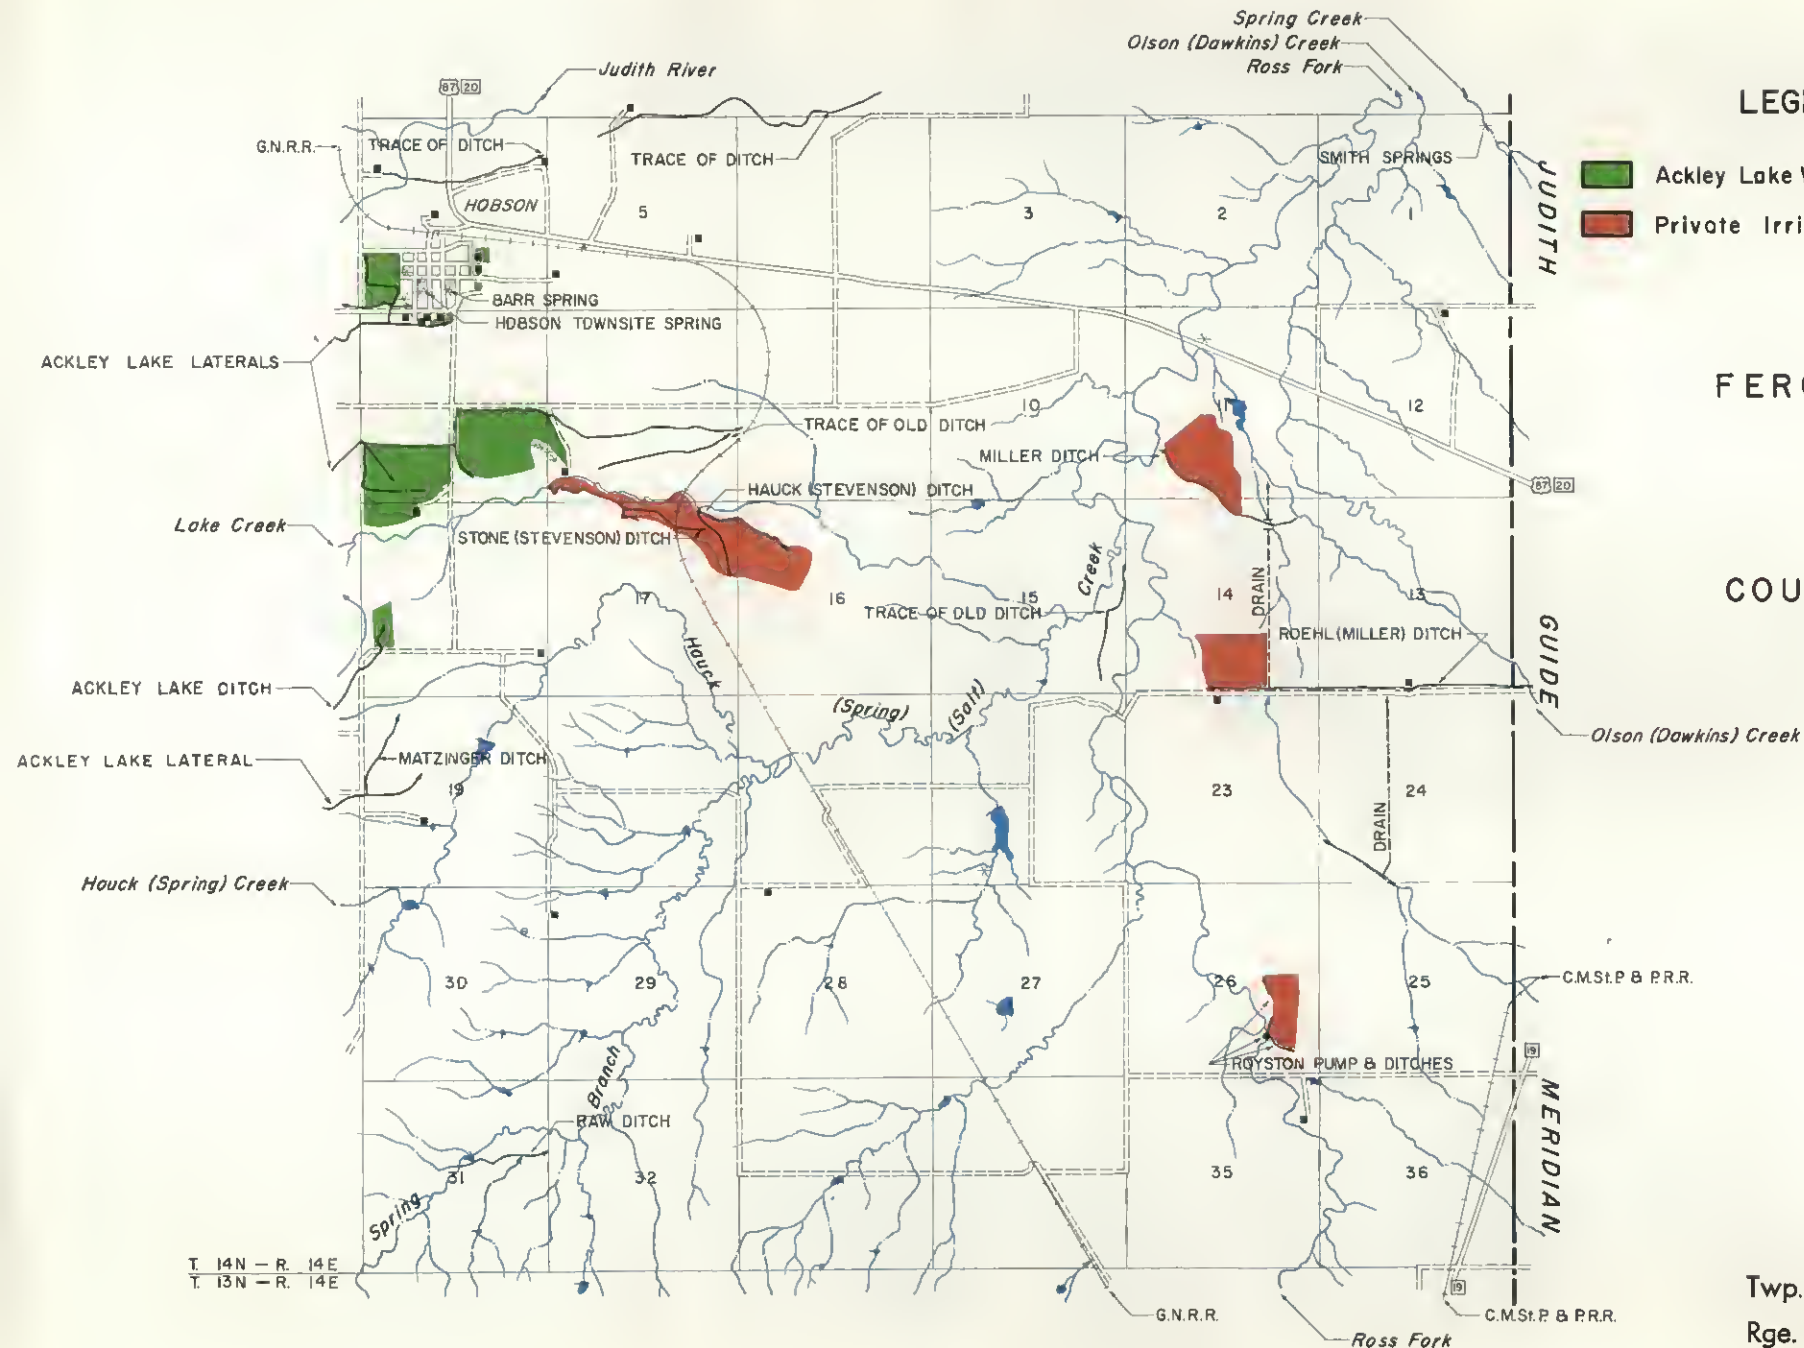 Spring Creek
Olson (Dawkins) Creek
Ross Fork
Judith River
87 20
LEG
G.N.R.R.
TRACE OF DITCH
TRACE OF DITCH
SMITH SPRINGS
JUDITH
Ackley Lake
Private Irri
HOBSON
5
3
2
1
BARR SPRING
HOBSON TOWNSITE SPRING
ACKLEY LAKE LATERALS
FERG
10
11
12
TRACE OF OLD DITCH
MILLER DITCH
87 20
HAUCK (STEVENSON) DITCH
Lake Creek
STONE (STEVENSON) DITCH
Creek
DRAIN
COU
17
16
15
14
13
TRACE OF OLD DITCH
ROEHL (MILLER) DITCH
GUIDE
Hauck
ACKLEY LAKE DITCH
(Spring)
(Salt)
Olson (Dawkins) Creek
ACKLEY LAKE LATERAL
MATZINGER DITCH
19
23
24
DRAIN
Houck (Spring) Creek
30
29
28
27
26
25
C.M.St.P. & P.R.R.
ROYSTON PUMP & DITCHES
19
MERIDIAN
Branch
RAW DITCH
31
32
35
36
Spring
T. 14N – R. 14E
T. 13N – R. 14E
19
G.N.R.R.
C.M.St.P. & P.R.R.
Ross Fork
Twp.
Rge.